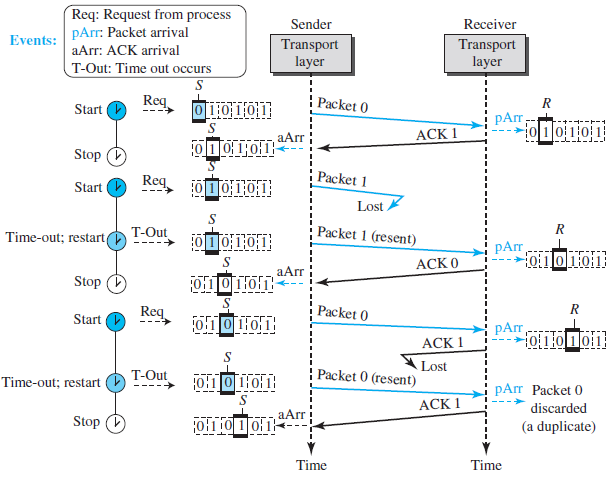 Events:
Req: Request from process
pArr: Packet arrival
aArr: ACK arrival
T-Out: Time out occurs
Sender
Transport
layer
Receiver
Transport
layer
S
Start
Req
0 1 0 1 0 1
Packet 0
pArr
R
0 1 0 1 0 1
S
Stop
0 1 0 1 0 1
aArr
ACK 1
S
Start
Req
0 1 0 1 0 1
Packet 1
Lost
S
Time-out; restart
T-Out
0 1 0 1 0 1
Packet 1 (resent)
pArr
R
0 1 0 1 0 1
S
Stop
0 1 0 1 0 1
aArr
ACK 0
S
Start
Req
0 1 0 1 0 1
Packet 0
pArr
R
0 1 0 1 0 1
ACK 1
Lost
S
Time-out; restart
T-Out
0 1 0 1 0 1
Packet 0 (resent)
pArr
Packet 0
discarded
(a duplicate)
S
Stop
0 1 0 1 0 1
aArr
ACK 1
Time
Time